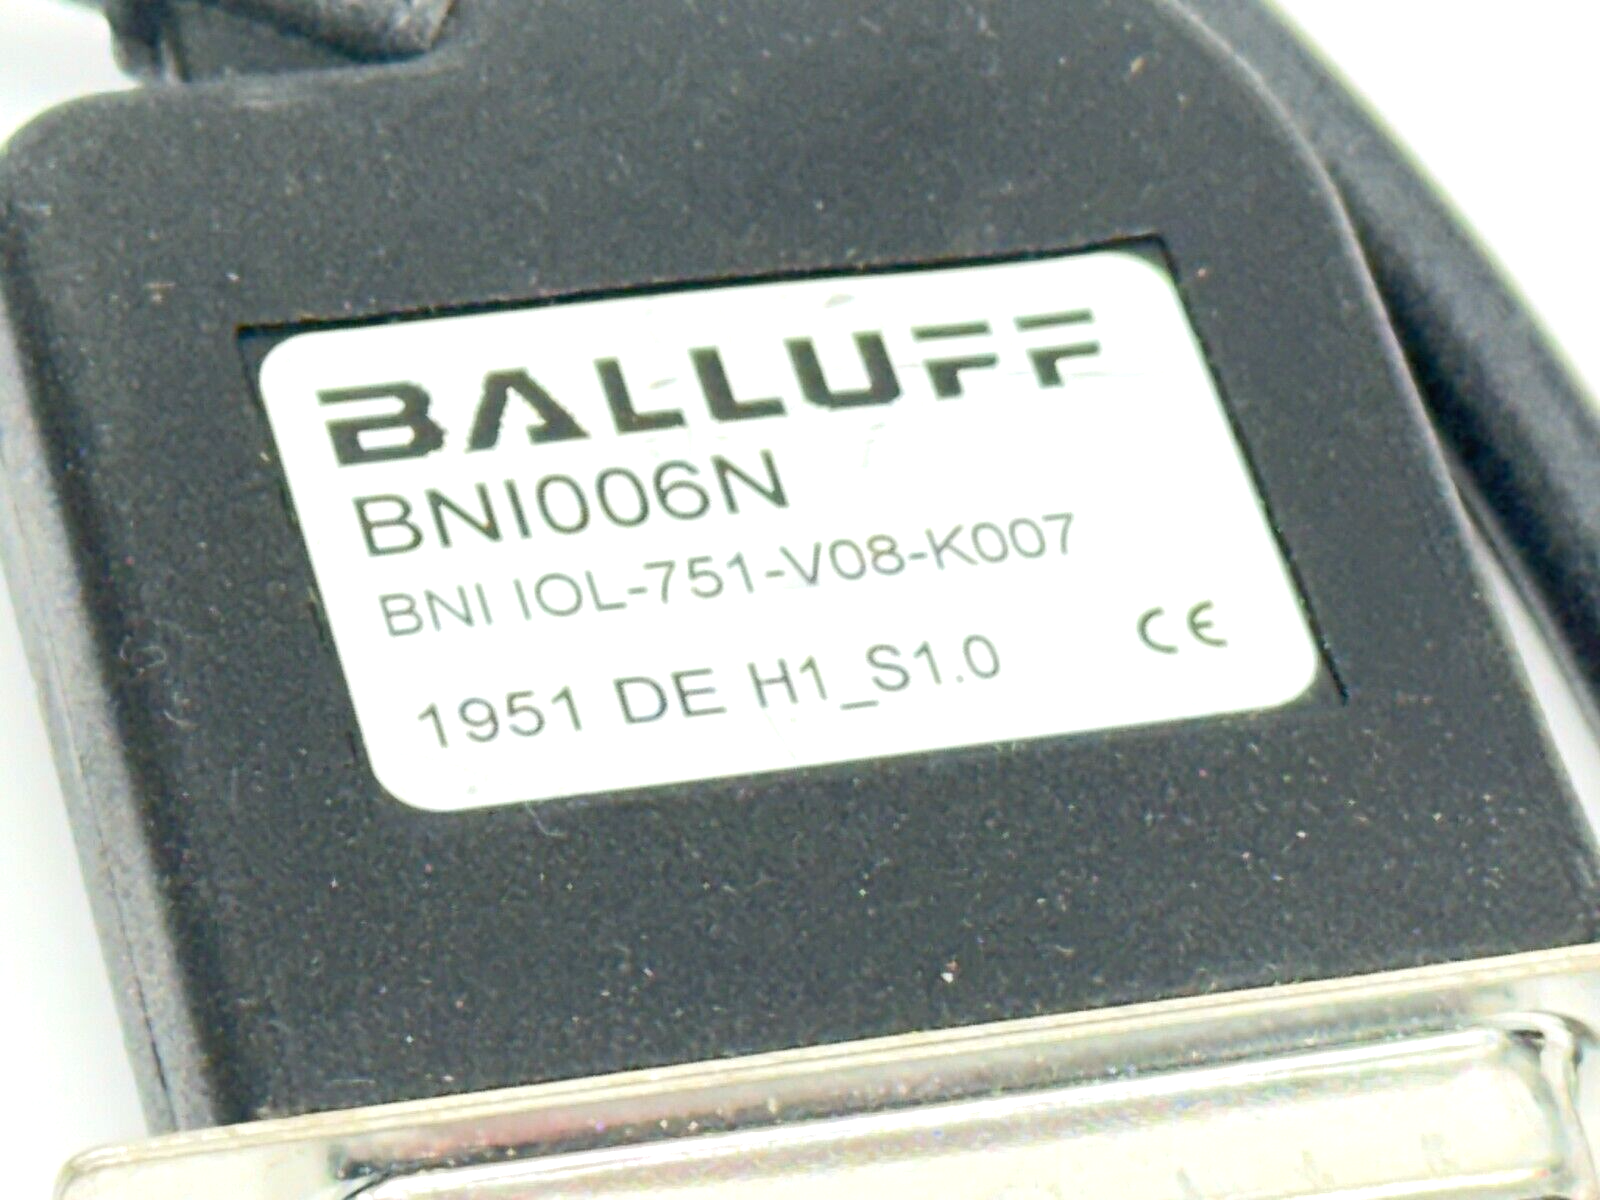 BALLUFF
BNI006N
BNI IOL-751-V08-K007
1951 DE H1_S1.0 CE